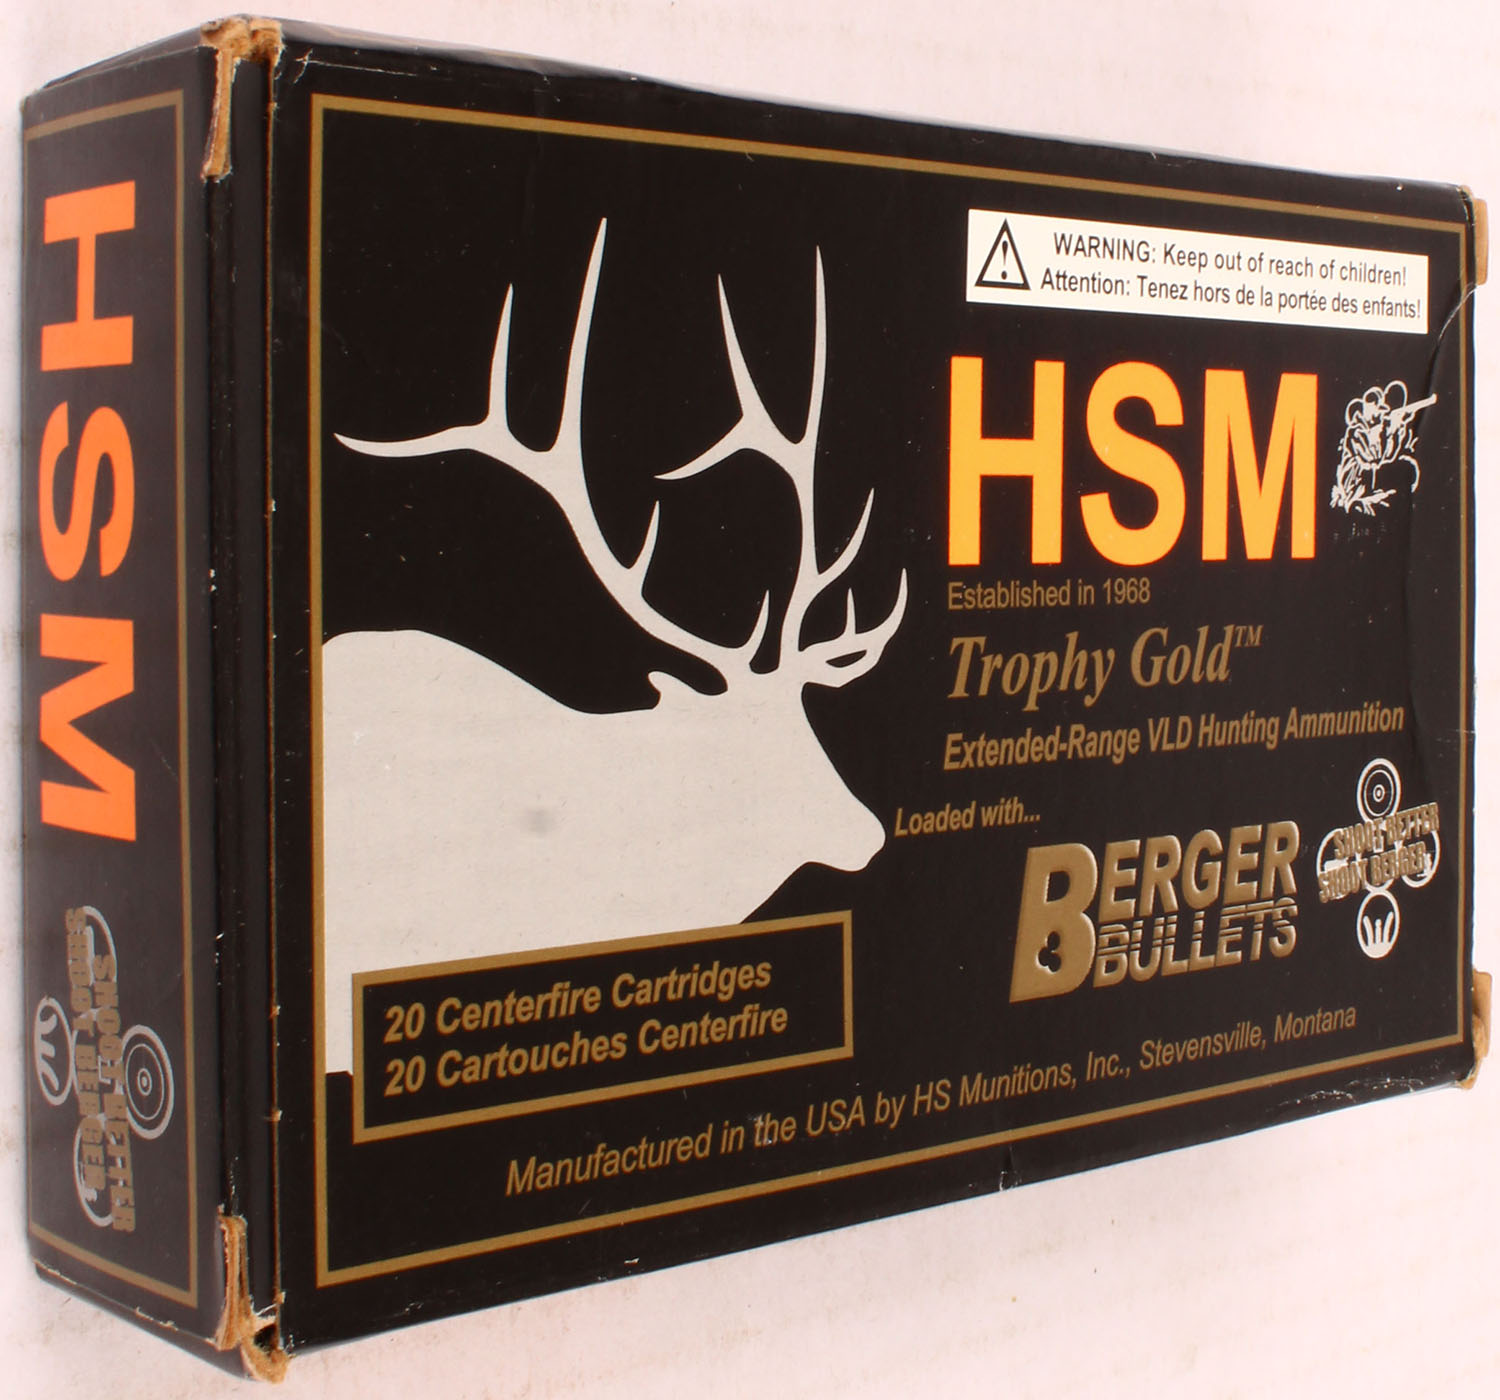 HSM
SHOOT BETTER
SHOOT BERGER
WARNING: Keep out of reach of children!
Attention: Tenez hors de la portée des enfants!
HSM
Established in 1968
Trophy Gold™
Extended-Range VLD Hunting Ammunition
Loaded with...
BERGER
BULLETS
SHOOT BETTER
SHOOT BERGER
20 Centerfire Cartridges
20 Cartouches Centerfire
Manufactured in the USA by HS Munitions, Inc., Stevensville, Montana